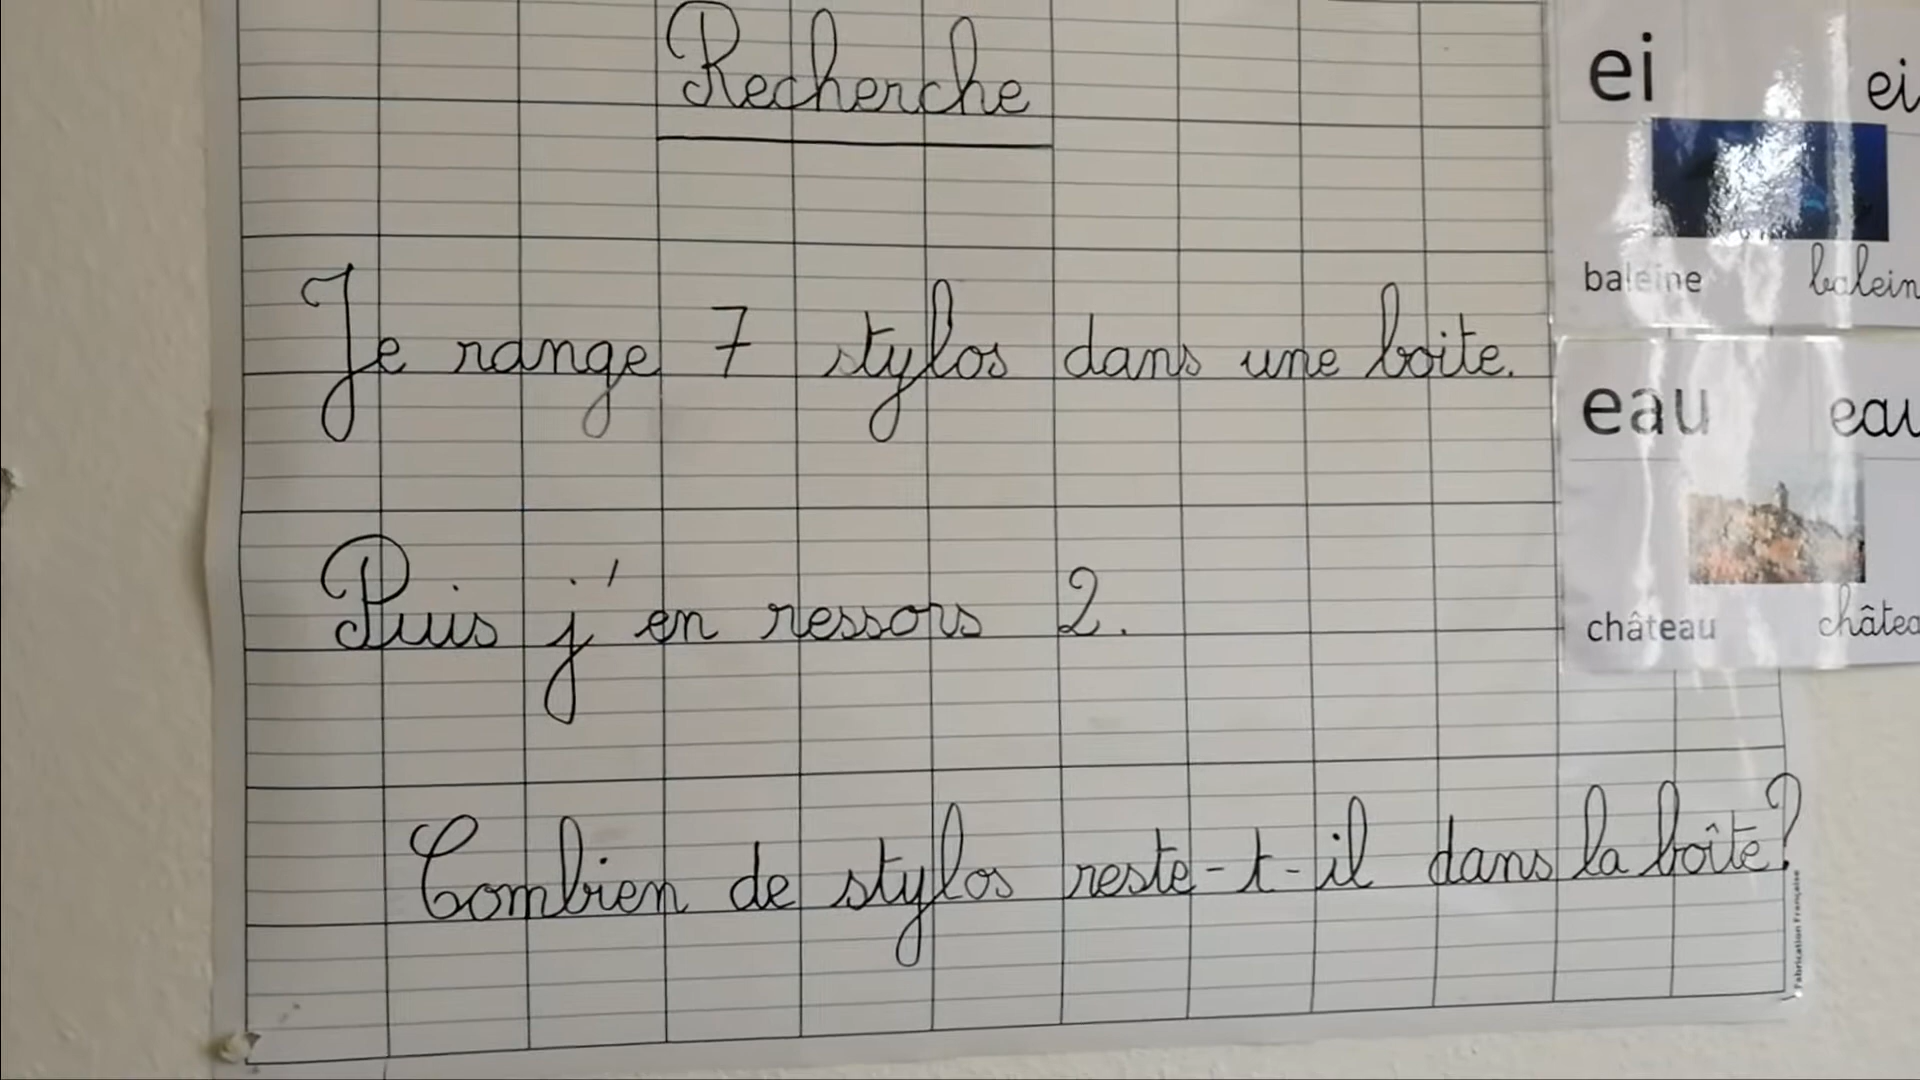 Recherche
Je range 7 stylos dans une boite.
Puis j'en ressors 2.
Combien de stylos reste-t-il dans la boîte?
ei ei
baleine balein
eau eau
château châtea
Fabrication Française